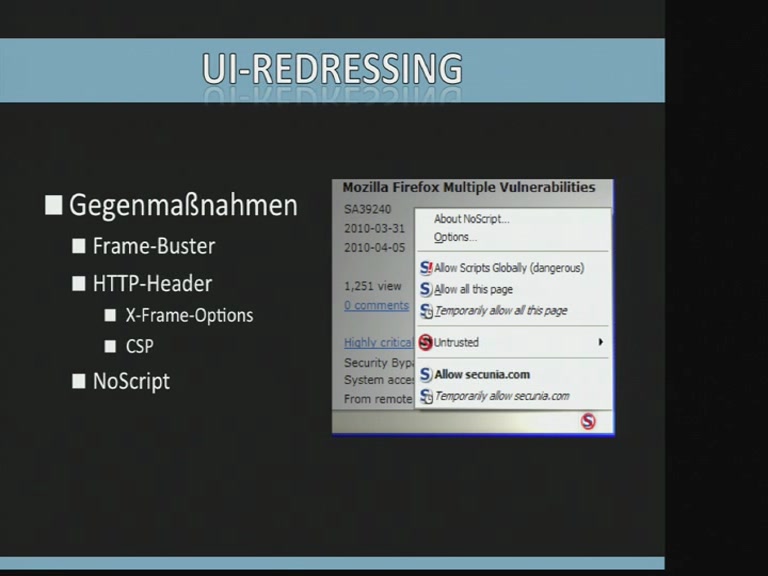 UI-REDRESSING
Gegenmaßnahmen
Frame-Buster
HTTP-Header
X-Frame-Options
CSP
NoScript
Mozilla Firefox Multiple Vulnerabilities
SA39240
2010-03-31
2010-04-05
1,251 view
0 comments
Highly critical
Security Bypa
System acce
From remote
About NoScript...
Options...
Allow Scripts Globally (dangerous)
Allow all this page
Temporarily allow all this page
Untrusted
Allow secunia.com
Temporarily allow secunia.com